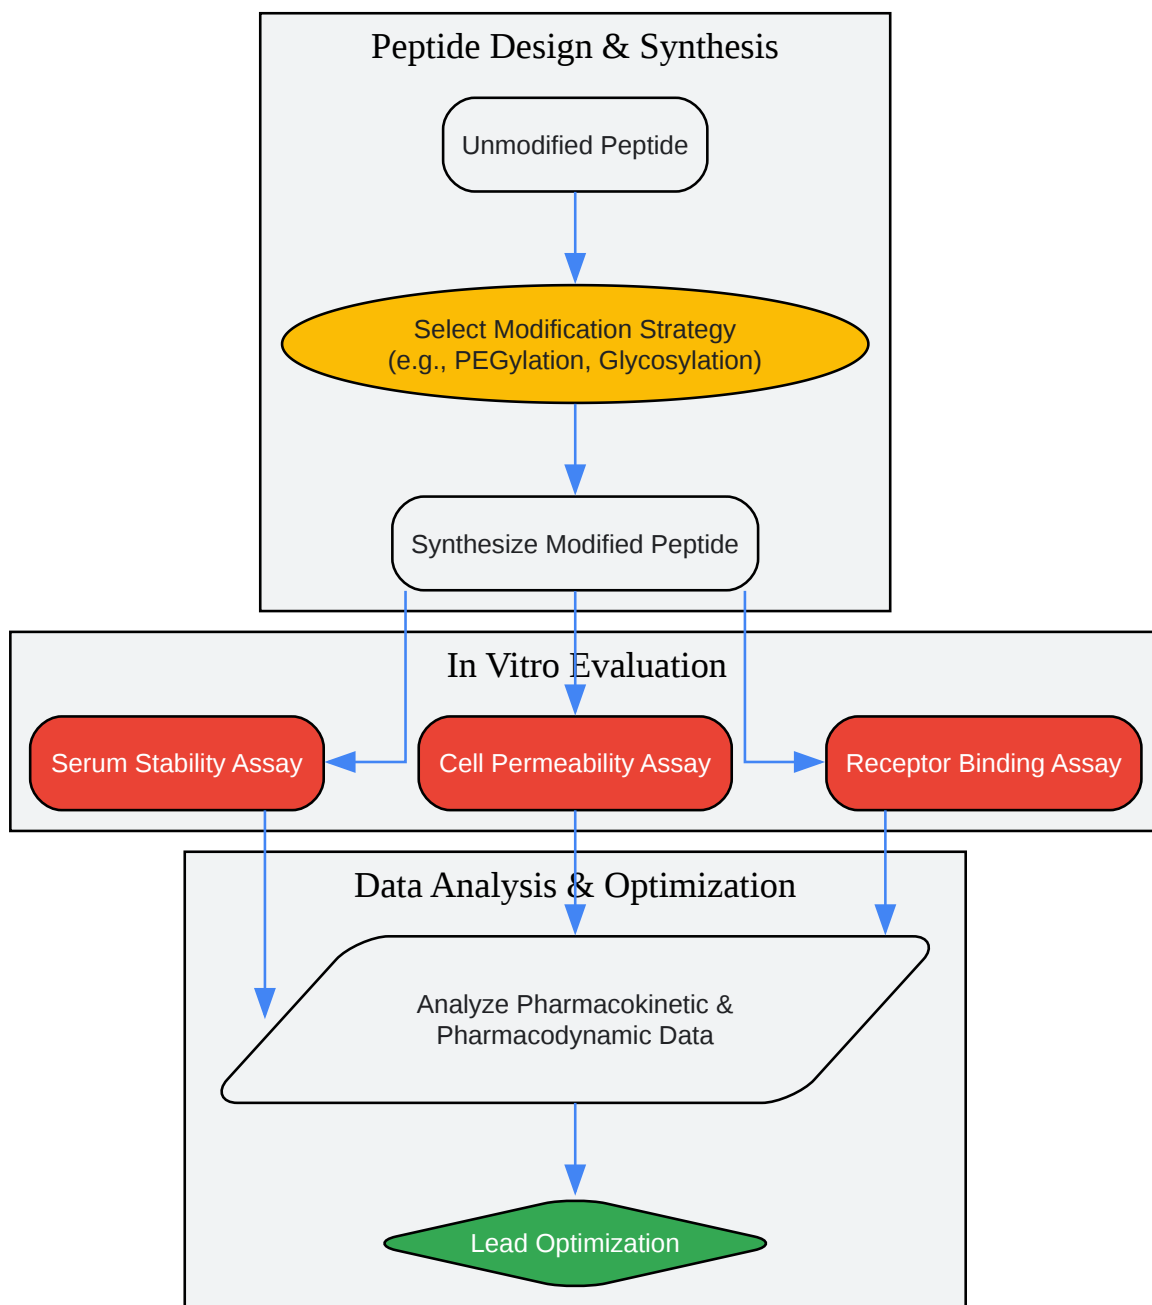 Peptide Design & Synthesis
Unmodified Peptide
Select Modification Strategy
(e.g., PEGylation, Glycosylation)
Synthesize Modified Peptide
In Vitro Evaluation
Serum Stability Assay
Cell Permeability Assay
Receptor Binding Assay
Data Analysis & Optimization
Analyze Pharmacokinetic &
Pharmacodynamic Data
Lead Optimization